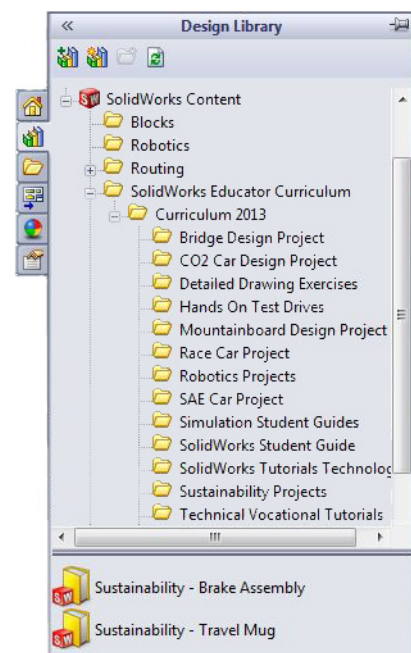 Design Library
SolidWorks Content
Blocks
Robotics
Routing
SolidWorks Educator Curriculum
Curriculum 2013
Bridge Design Project
CO2 Car Design Project
Detailed Drawing Exercises
Hands On Test Drives
Mountainboard Design Project
Race Car Project
Robotics Projects
SAE Car Project
Simulation Student Guides
SolidWorks Student Guide
SolidWorks Tutorials Technolog
Sustainability Projects
Technical Vocational Tutorials
Sustainability - Brake Assembly
Sustainability - Travel Mug